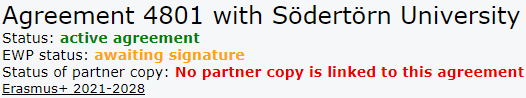 Agreement 4801 with Södertörn University
Status: active agreement
EWP status: awaiting signature
Status of partner copy: No partner copy is linked to this agreement
Erasmus+ 2021-2028